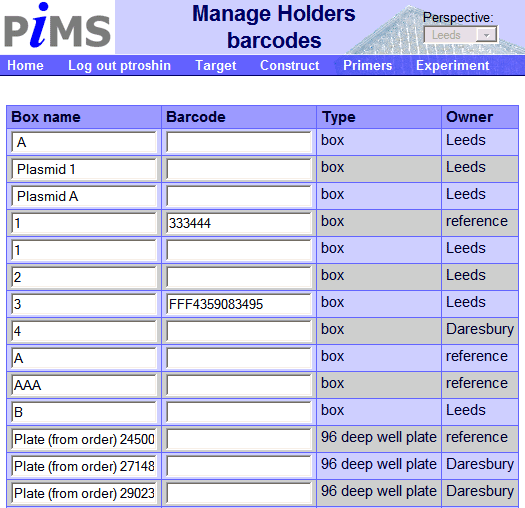 PiMS
Manage Holders
barcodes
Perspective:
Leeds
Home Log out ptroshin Target Construct Primers Experiment
Box name Barcode Type Owner
A box Leeds
Plasmid 1 box Leeds
Plasmid A box Leeds
1 333444 box reference
1 box Leeds
2 box Leeds
3 FFF4359083495 box Leeds
4 box Daresbury
A box reference
AAA box reference
B box Leeds
Plate (from order) 24500 96 deep well plate reference
Plate (from order) 27148 96 deep well plate Daresbury
Plate (from order) 29023 96 deep well plate Daresbury